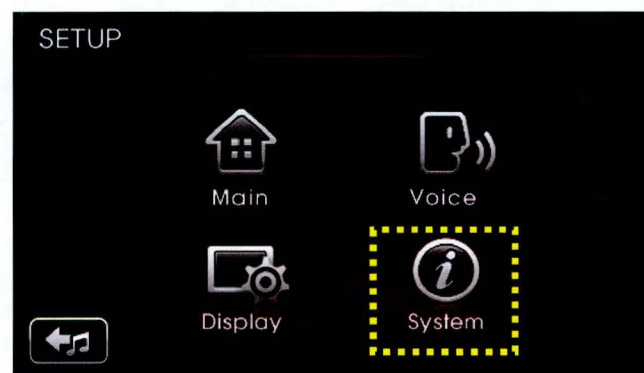 SETUP
Main
Voice
Display
System